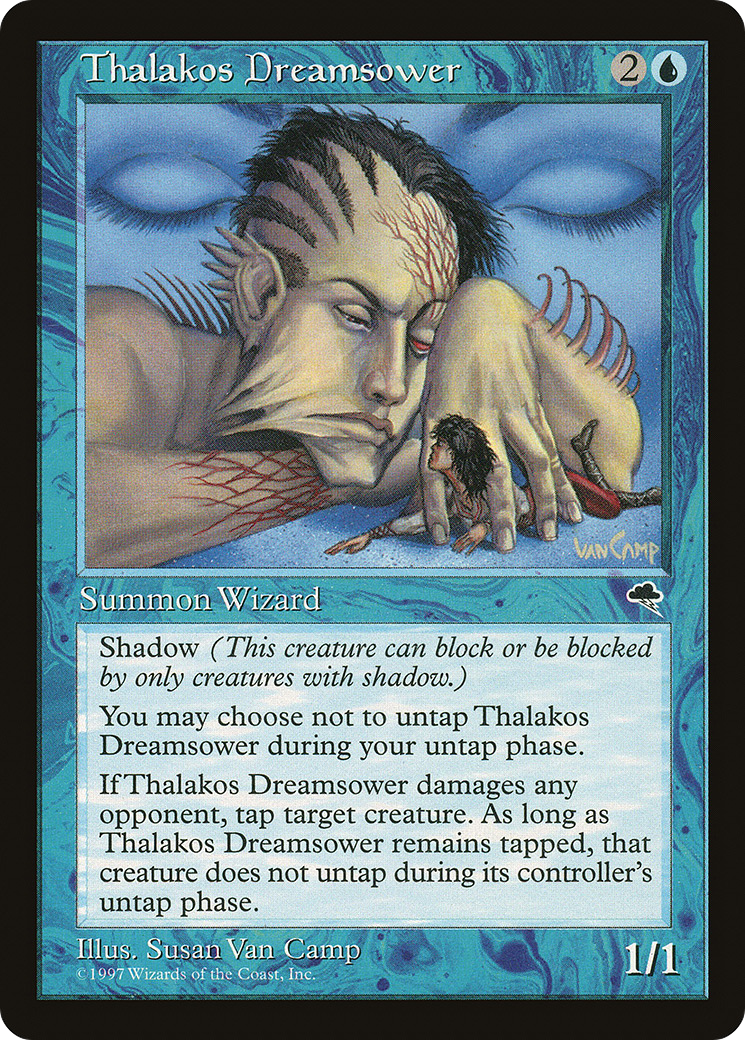 Thalakos Dreamsower 2
VAN CAMP
Summon Wizard
Shadow (This creature can block or be blocked
by only creatures with shadow.)
You may choose not to untap Thalakos
Dreamsower during your untap phase.
If Thalakos Dreamsower damages any
opponent, tap target creature. As long as
Thalakos Dreamsower remains tapped, that
creature does not untap during its controller's
untap phase.
Illus. Susan Van Camp
©1997 Wizards of the Coast, Inc.
1/1